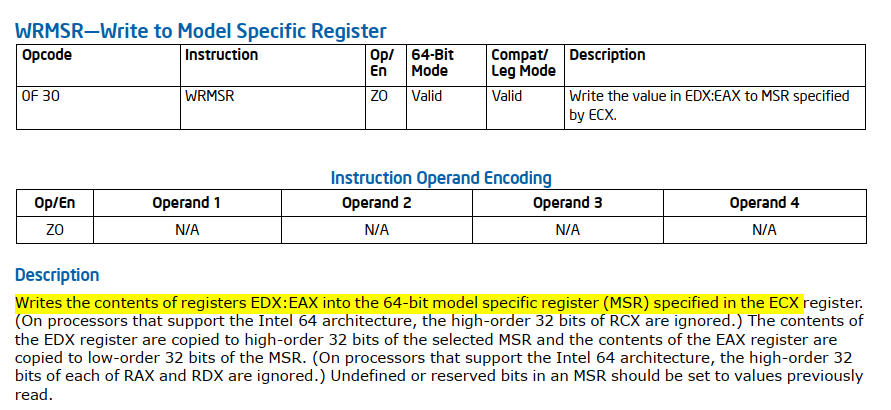 WRMSR—Write to Model Specific Register
Opcode Instruction Op/ 64-Bit Compat/ Description
En Mode Leg Mode
0F 30 WRMSR ZO Valid Valid Write the value in EDX:EAX to MSR specified
by ECX.
Instruction Operand Encoding
Op/En Operand 1 Operand 2 Operand 3 Operand 4
ZO N/A N/A N/A N/A
Description
Writes the contents of registers EDX:EAX into the 64-bit model specific register (MSR) specified in the ECX register.
(On processors that support the Intel 64 architecture, the high-order 32 bits of RCX are ignored.) The contents of
the EDX register are copied to high-order 32 bits of the selected MSR and the contents of the EAX register are
copied to low-order 32 bits of the MSR. (On processors that support the Intel 64 architecture, the high-order 32
bits of each of RAX and RDX are ignored.) Undefined or reserved bits in an MSR should be set to values previously
read.